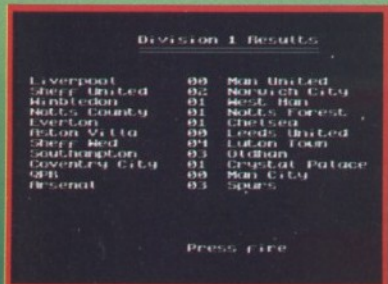 Division 1 Results
Liverpool 00 Man United
Sheff United 02 Norwich City
Wimbledon 01 West Ham
Notts County 01 Notts Forest
Everton 01 Chelsea
Aston Villa 00 Leeds United
Sheff Wed 04 Luton Town
Southampton 03 Oldham
Coventry City 01 Crystal Palace
QPR 00 Man City
Arsenal 03 Spurs
Press fire